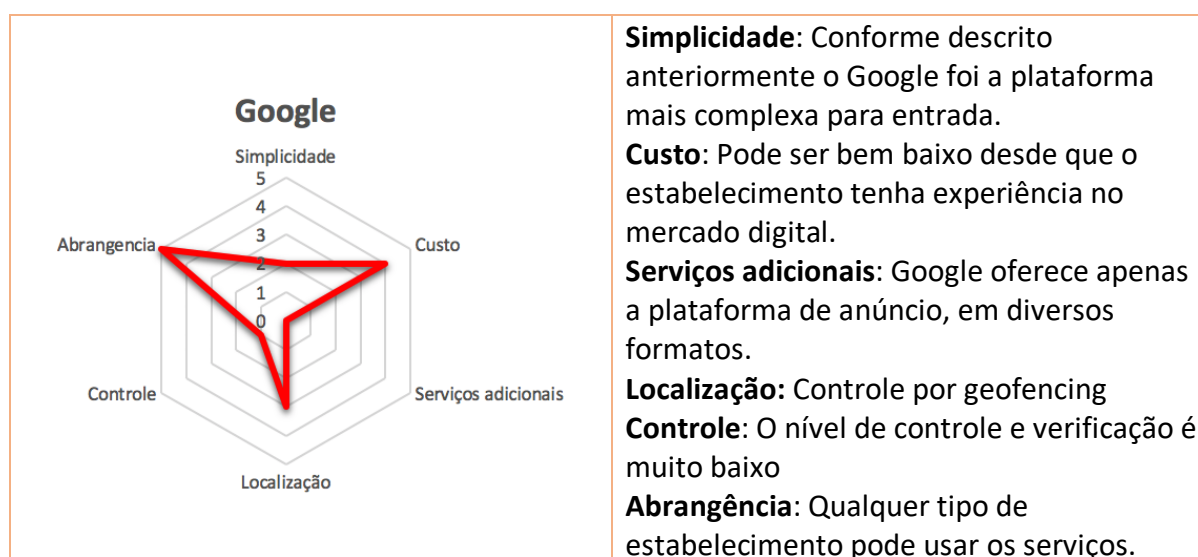 Google
Simplicidade
5
4
3
2
1
0
Abrangencia
Custo
Controle
Serviços adicionais
Localização
Simplicidade: Conforme descrito
anteriormente o Google foi a plataforma
mais complexa para entrada.
Custo: Pode ser bem baixo desde que o
estabelecimento tenha experiência no
mercado digital.
Serviços adicionais: Google oferece apenas
a plataforma de anúncio, em diversos
formatos.
Localização: Controle por geofencing
Controle: O nível de controle e verificação é
muito baixo
Abrangência: Qualquer tipo de
estabelecimento pode usar os serviços.